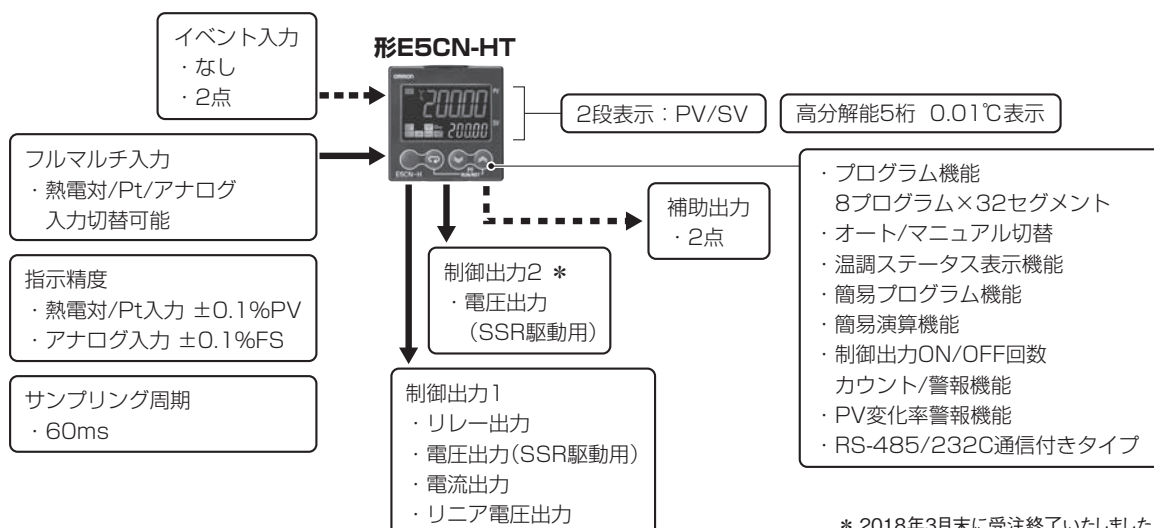 イベント入力
・なし
・2点
形E5CN-HT
OMRON
200.00
PV
200.00
SV
E5CN-H
2段表示：PV/SV
高分解能5桁 0.01℃表示
フルマルチ入力
・熱電対/Pt/アナログ
入力切替可能
指示精度
・熱電対/Pt入力 ±0.1%PV
・アナログ入力 ±0.1%FS
サンプリング周期
・60ms
補助出力
・2点
制御出力2 ＊
・電圧出力
（SSR駆動用）
制御出力1
・リレー出力
・電圧出力（SSR駆動用）
・電流出力
・リニア電圧出力
・プログラム機能
8プログラム×32セグメント
・オート/マニュアル切替
・温調ステータス表示機能
・簡易プログラム機能
・簡易演算機能
・制御出力ON/OFF回数
カウント/警報機能
・PV変化率警報機能
・RS-485/232C通信付きタイプ
＊ 2018年3月末に受注終了いたしました